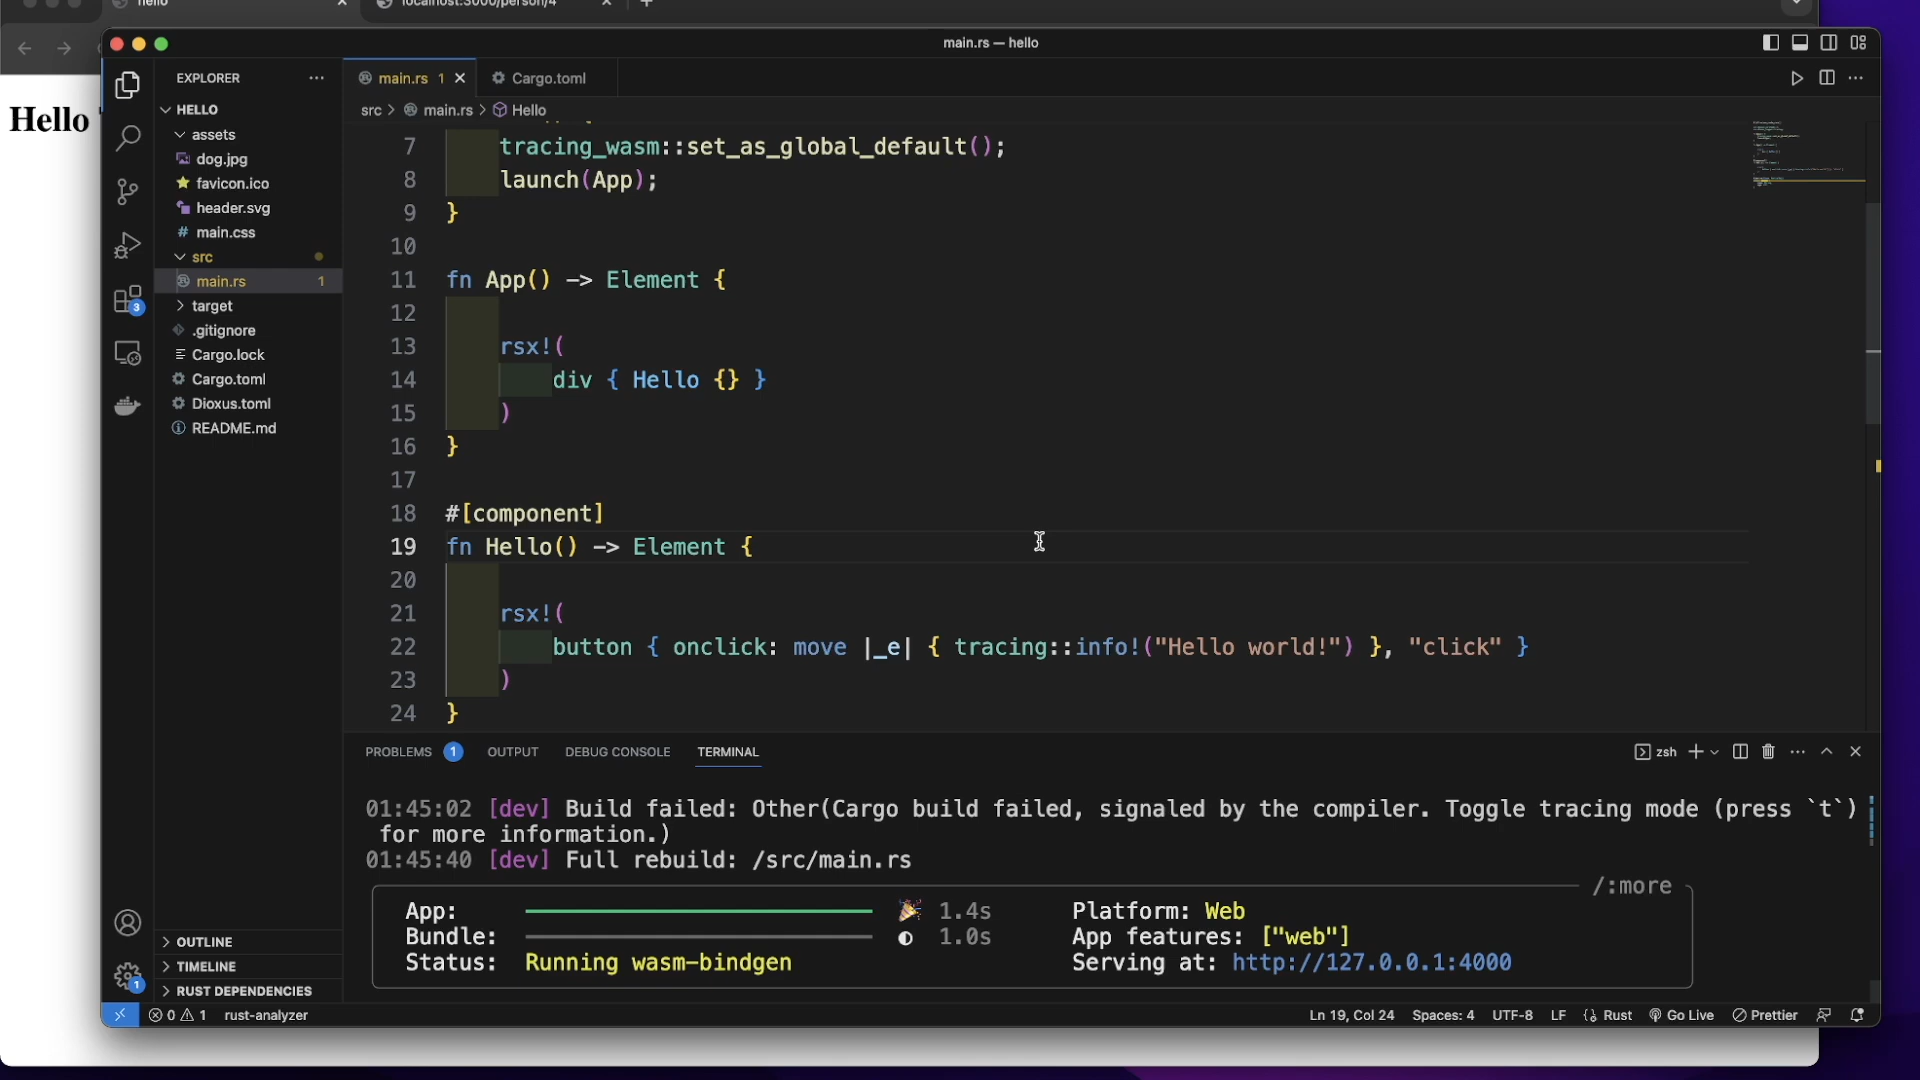 hello
localhost:3000/person/4
main.rs — hello
Hello
EXPLORER
HELLO
assets
dog.jpg
favicon.ico
header.svg
# main.css
src
main.rs 1
target
.gitignore
Cargo.lock
Cargo.toml
Dioxus.toml
README.md
OUTLINE
TIMELINE
RUST DEPENDENCIES
3
1
main.rs 1
Cargo.toml
src > main.rs > Hello
7 tracing_wasm::set_as_global_default();
8 launch(App);
9 }
10
11 fn App() -> Element {
12
13 rsx!(
14 div { Hello {} }
15 )
16 }
17
18 #[component]
19 fn Hello() -> Element {
20
21 rsx!(
22 button { onclick: move |_e| { tracing::info!("Hello world!") }, "click" }
23 )
24 }
PROBLEMS 1 OUTPUT DEBUG CONSOLE TERMINAL
zsh
01:45:02 [dev] Build failed: Other(Cargo build failed, signaled by the compiler. Toggle tracing mode (press `t`)
for more information.)
01:45:40 [dev] Full rebuild: /src/main.rs
/:more
App: 🎉 1.4s Platform: Web
Bundle: 1.0s App features: ["web"]
Status: Running wasm-bindgen Serving at: http://127.0.0.1:4000
0 1 rust-analyzer
Ln 19, Col 24 Spaces: 4 UTF-8 LF Rust Go Live Prettier